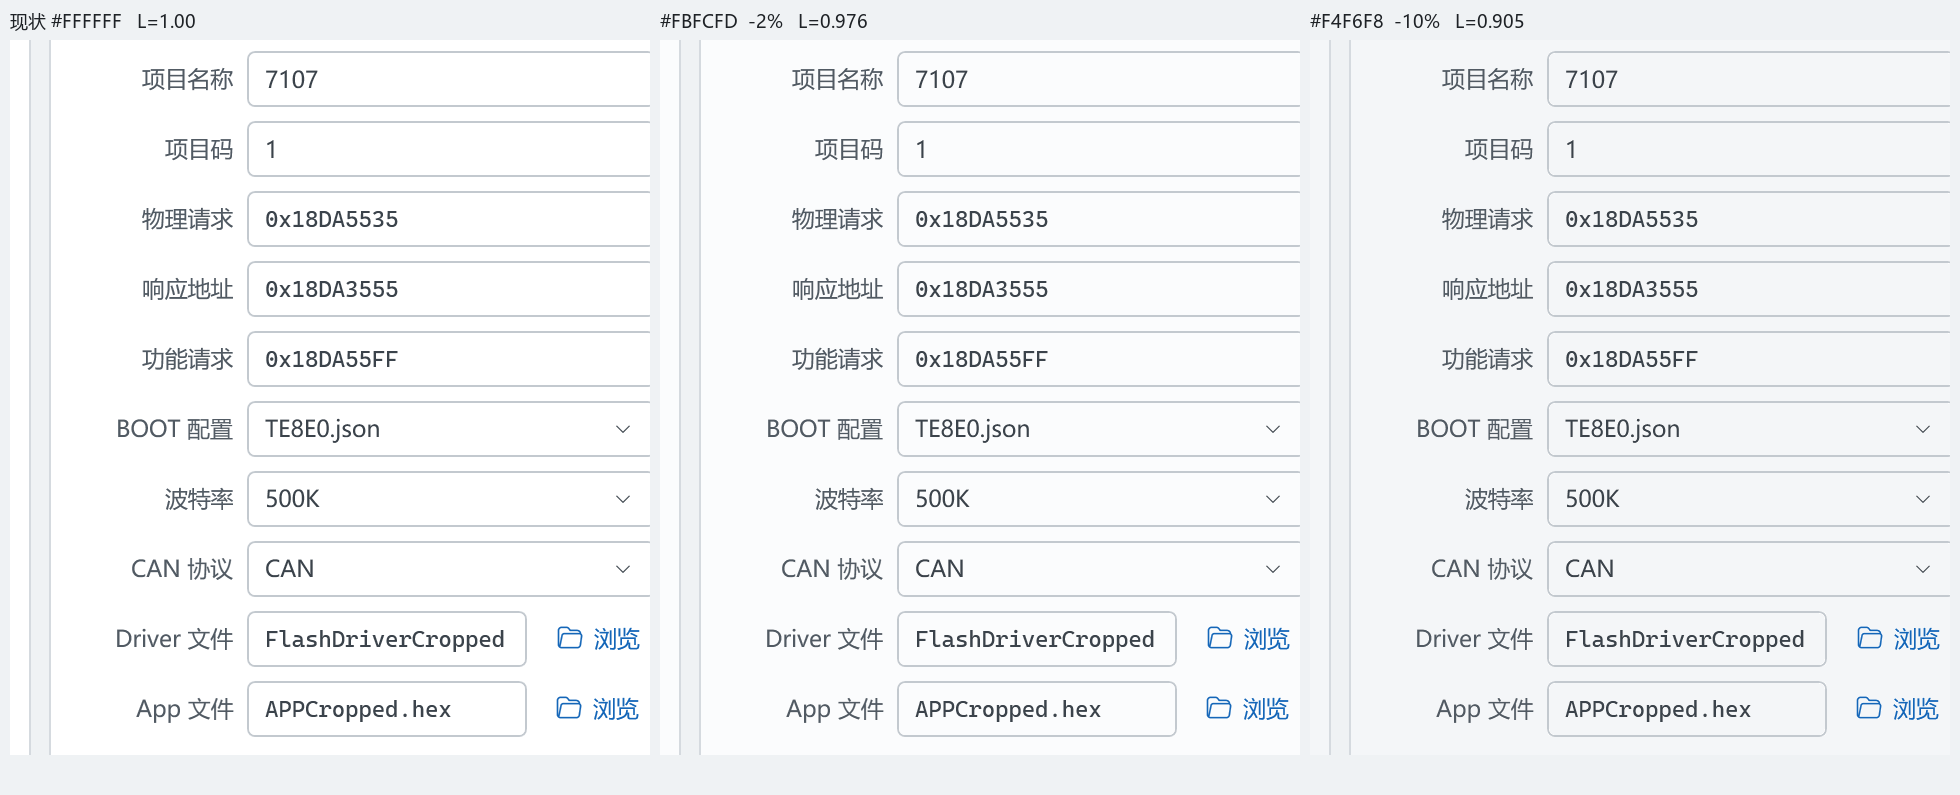 现状 #FFFFFF L=1.00
项目名称 7107
项目码 1
物理请求 0x18DA5535
响应地址 0x18DA3555
功能请求 0x18DA55FF
BOOT 配置 TE8E0.json
波特率 500K
CAN 协议 CAN
Driver 文件 FlashDriverCropped 浏览
App 文件 APPCropped.hex 浏览
#FBFCFD -2% L=0.976
项目名称 7107
项目码 1
物理请求 0x18DA5535
响应地址 0x18DA3555
功能请求 0x18DA55FF
BOOT 配置 TE8E0.json
波特率 500K
CAN 协议 CAN
Driver 文件 FlashDriverCropped 浏览
App 文件 APPCropped.hex 浏览
#F4F6F8 -10% L=0.905
项目名称 7107
项目码 1
物理请求 0x18DA5535
响应地址 0x18DA3555
功能请求 0x18DA55FF
BOOT 配置 TE8E0.json
波特率 500K
CAN 协议 CAN
Driver 文件 FlashDriverCropped 浏览
App 文件 APPCropped.hex 浏览